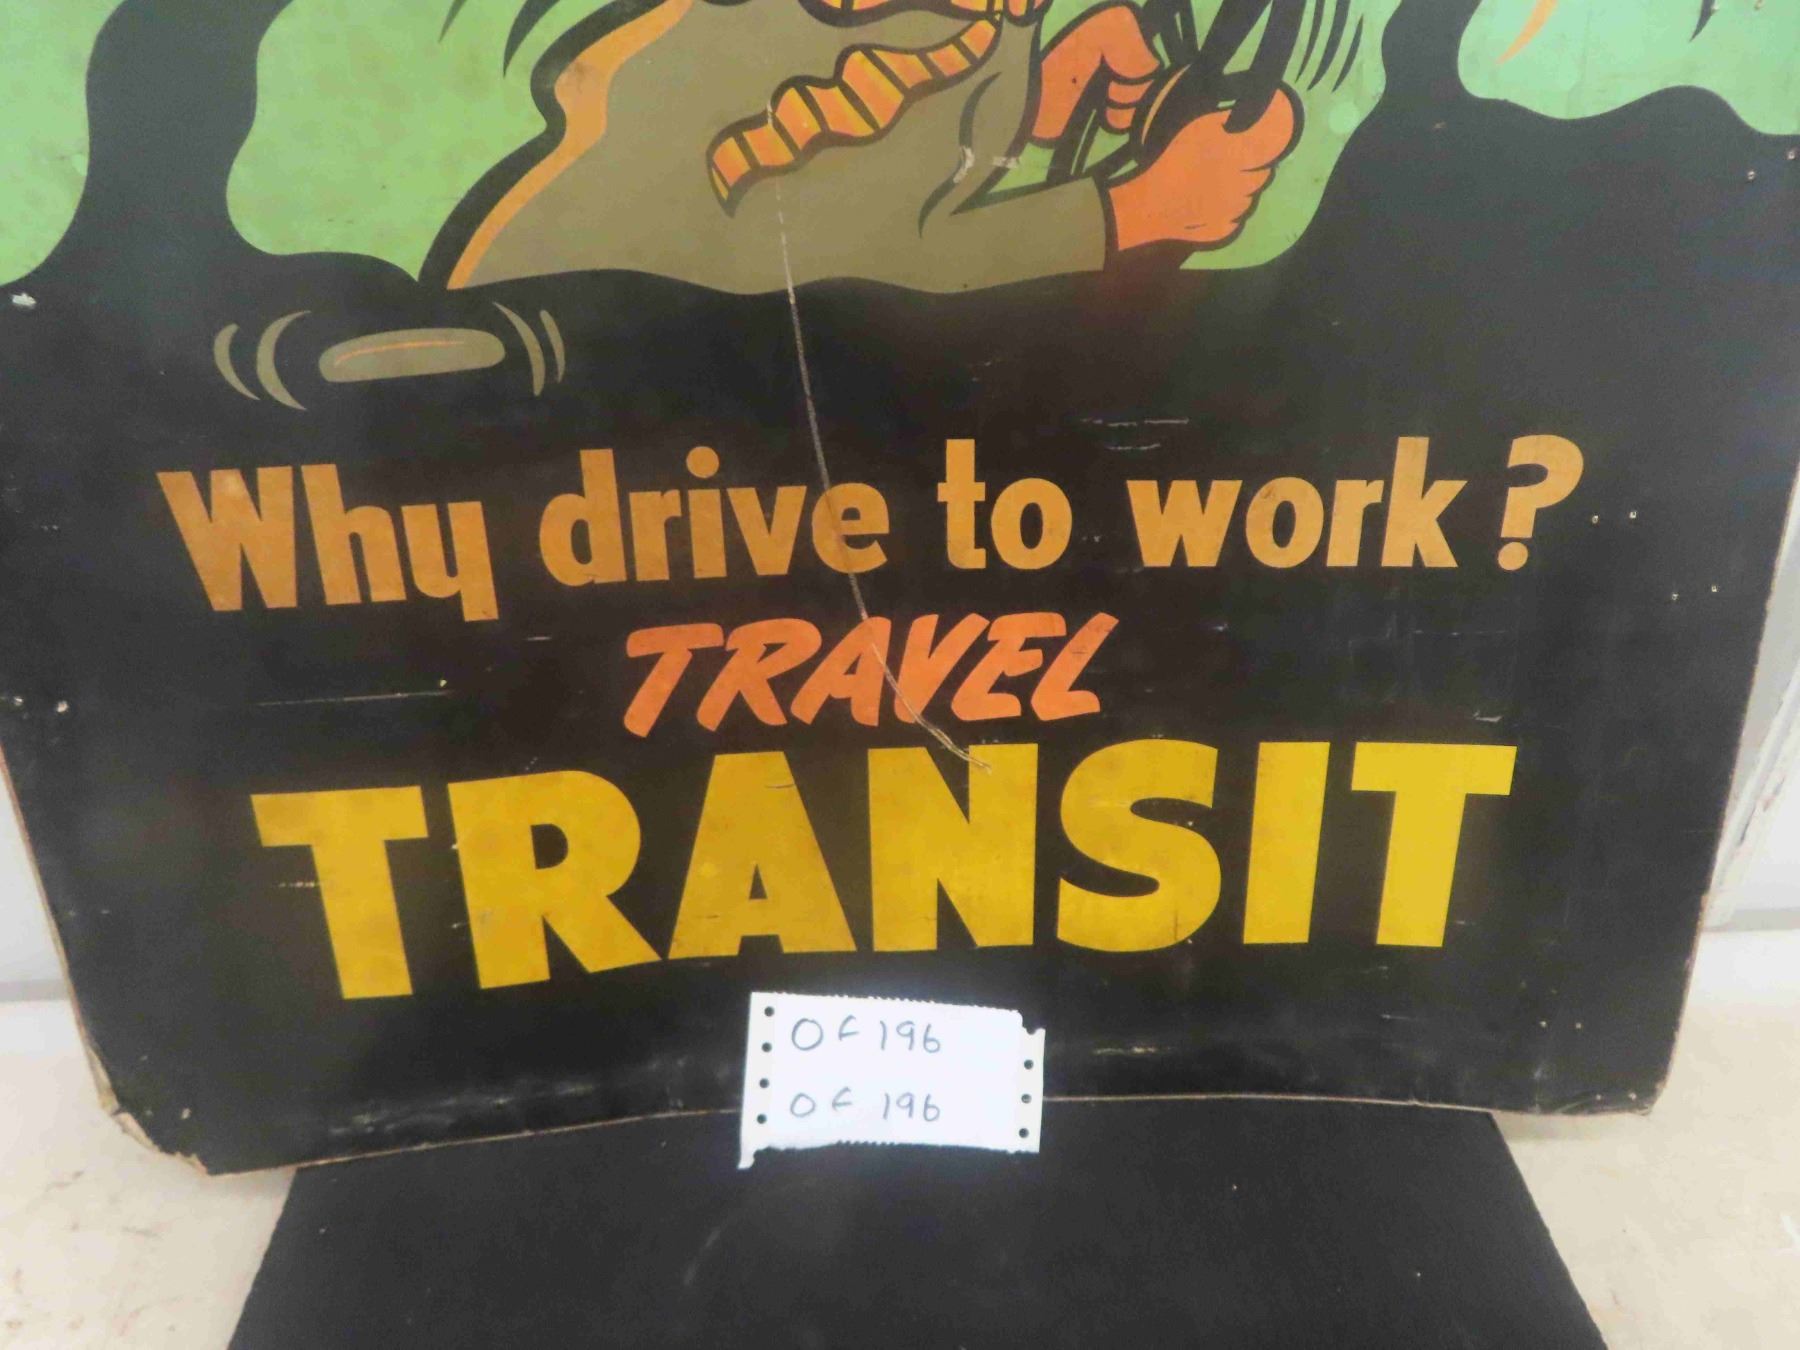 Why drive to work?
TRAVEL
TRANSIT
OF 196
OF 196